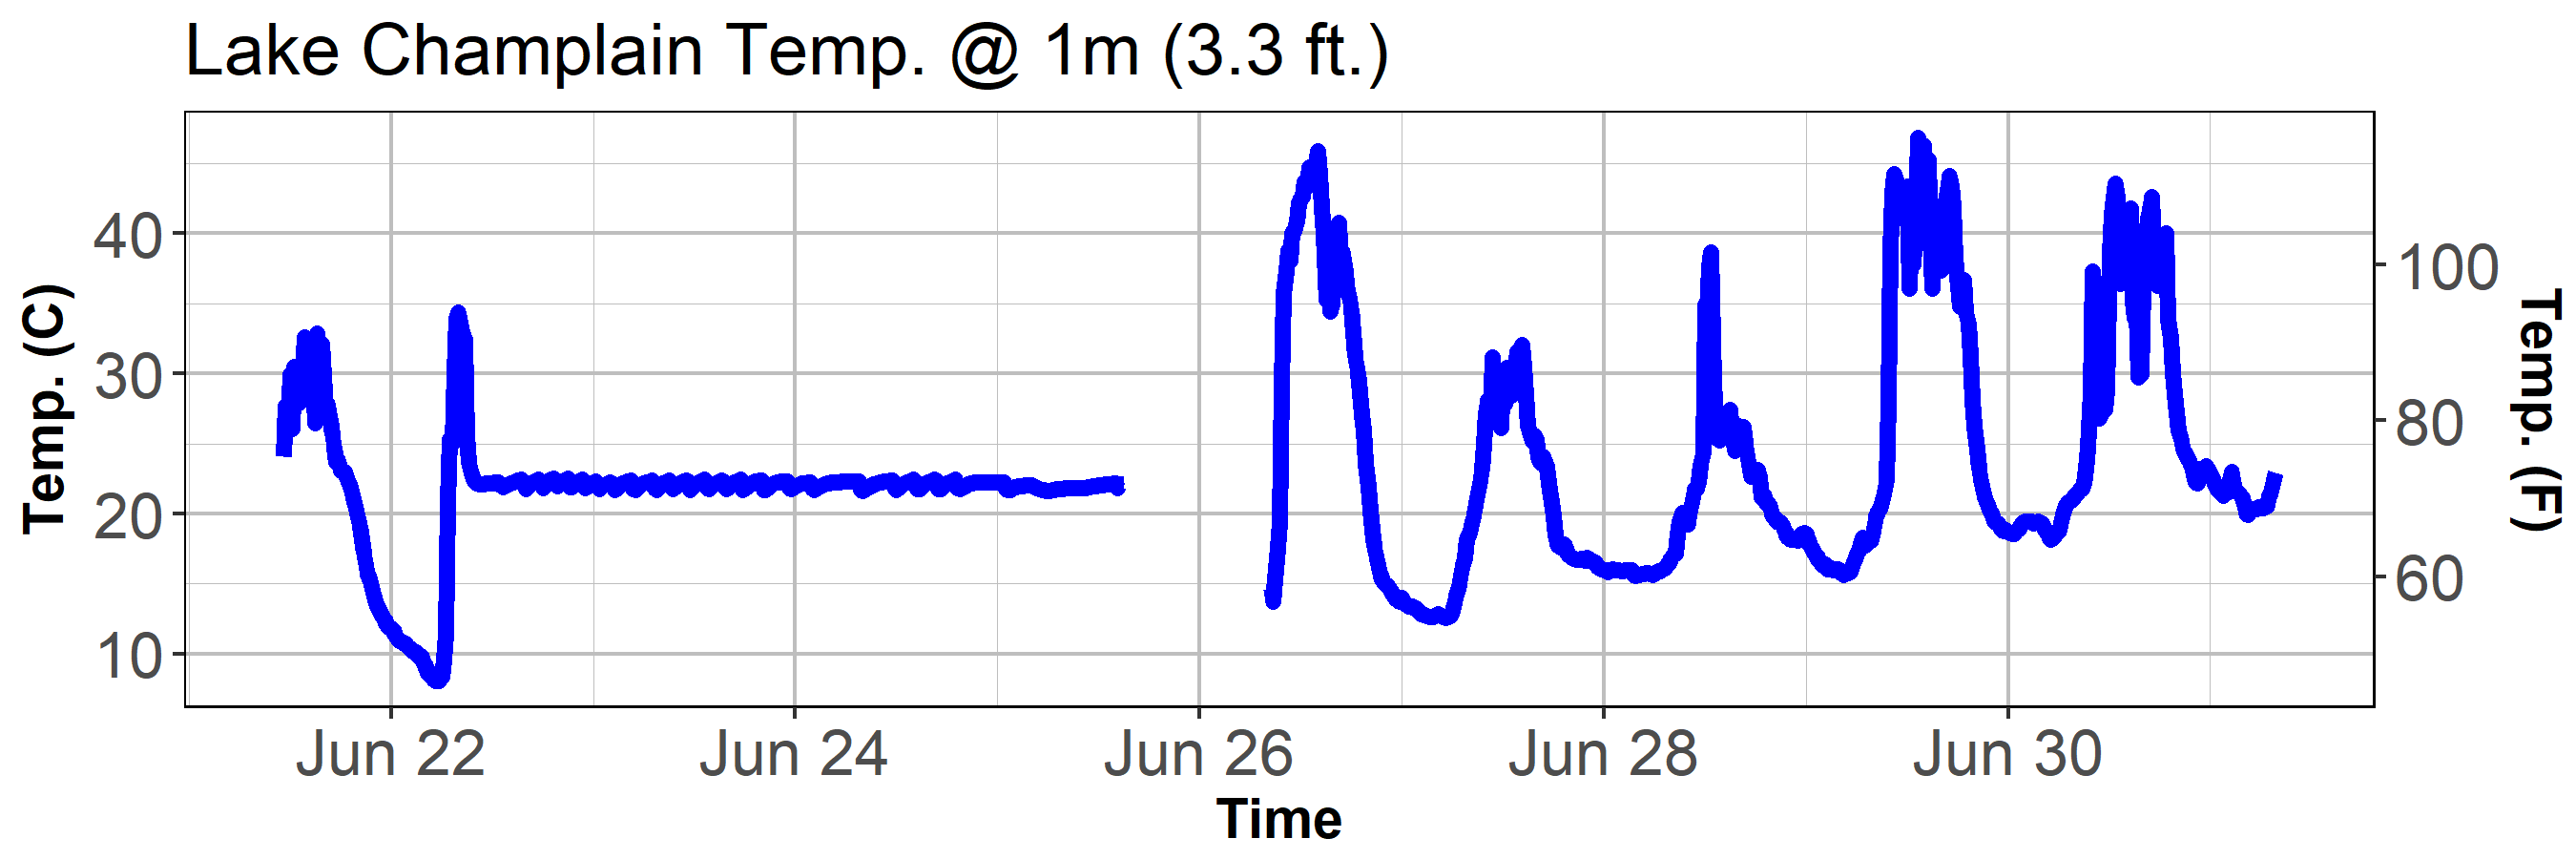 Lake Champlain Temp. @ 1m (3.3 ft.)
Temp. (C)
40
30
20
10
100
80
60
Temp. (F)
Jun 22 Jun 24 Jun 26 Jun 28 Jun 30
Time